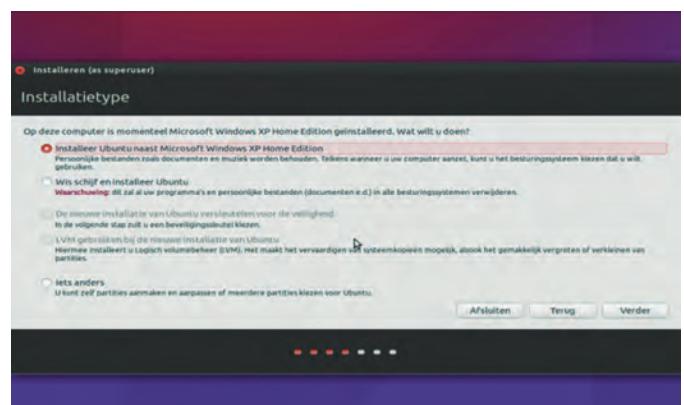 Installeren (as superuser)
Installatietype
Op deze computer is momenteel Microsoft Windows XP Home Edition geïnstalleerd. Wat wilt u doen?
Installeer Ubuntu naast Microsoft Windows XP Home Edition
Persoonlijke bestanden zoals documenten en muziek worden behouden. Telkens wanneer u uw computer aanzet, kunt u het besturingssysteem kiezen dat u wilt
gebruiken.
Wis schijf en installeer Ubuntu
Waarschuwing: dit zal al uw programma's en persoonlijke bestanden (documenten e.d.) in alle besturingssystemen verwijderen.
De nieuwe installatie van Ubuntu versleutelen voor de veiligheid
In de volgende stap zult u een beveiligingssleutel kiezen.
LVM gebruiken bij de nieuwe installatie van Ubuntu
Hiermee installeert u Logisch volumebeheer (LVM). Het maakt het vervaardigen van systeemkopieën mogelijk, alsook het gemakkelijk vergroten of verkleinen van
partities.
Iets anders
U kunt zelf partities aanmaken en aanpassen of meerdere partities kiezen voor Ubuntu.
Afsluiten Terug Verder